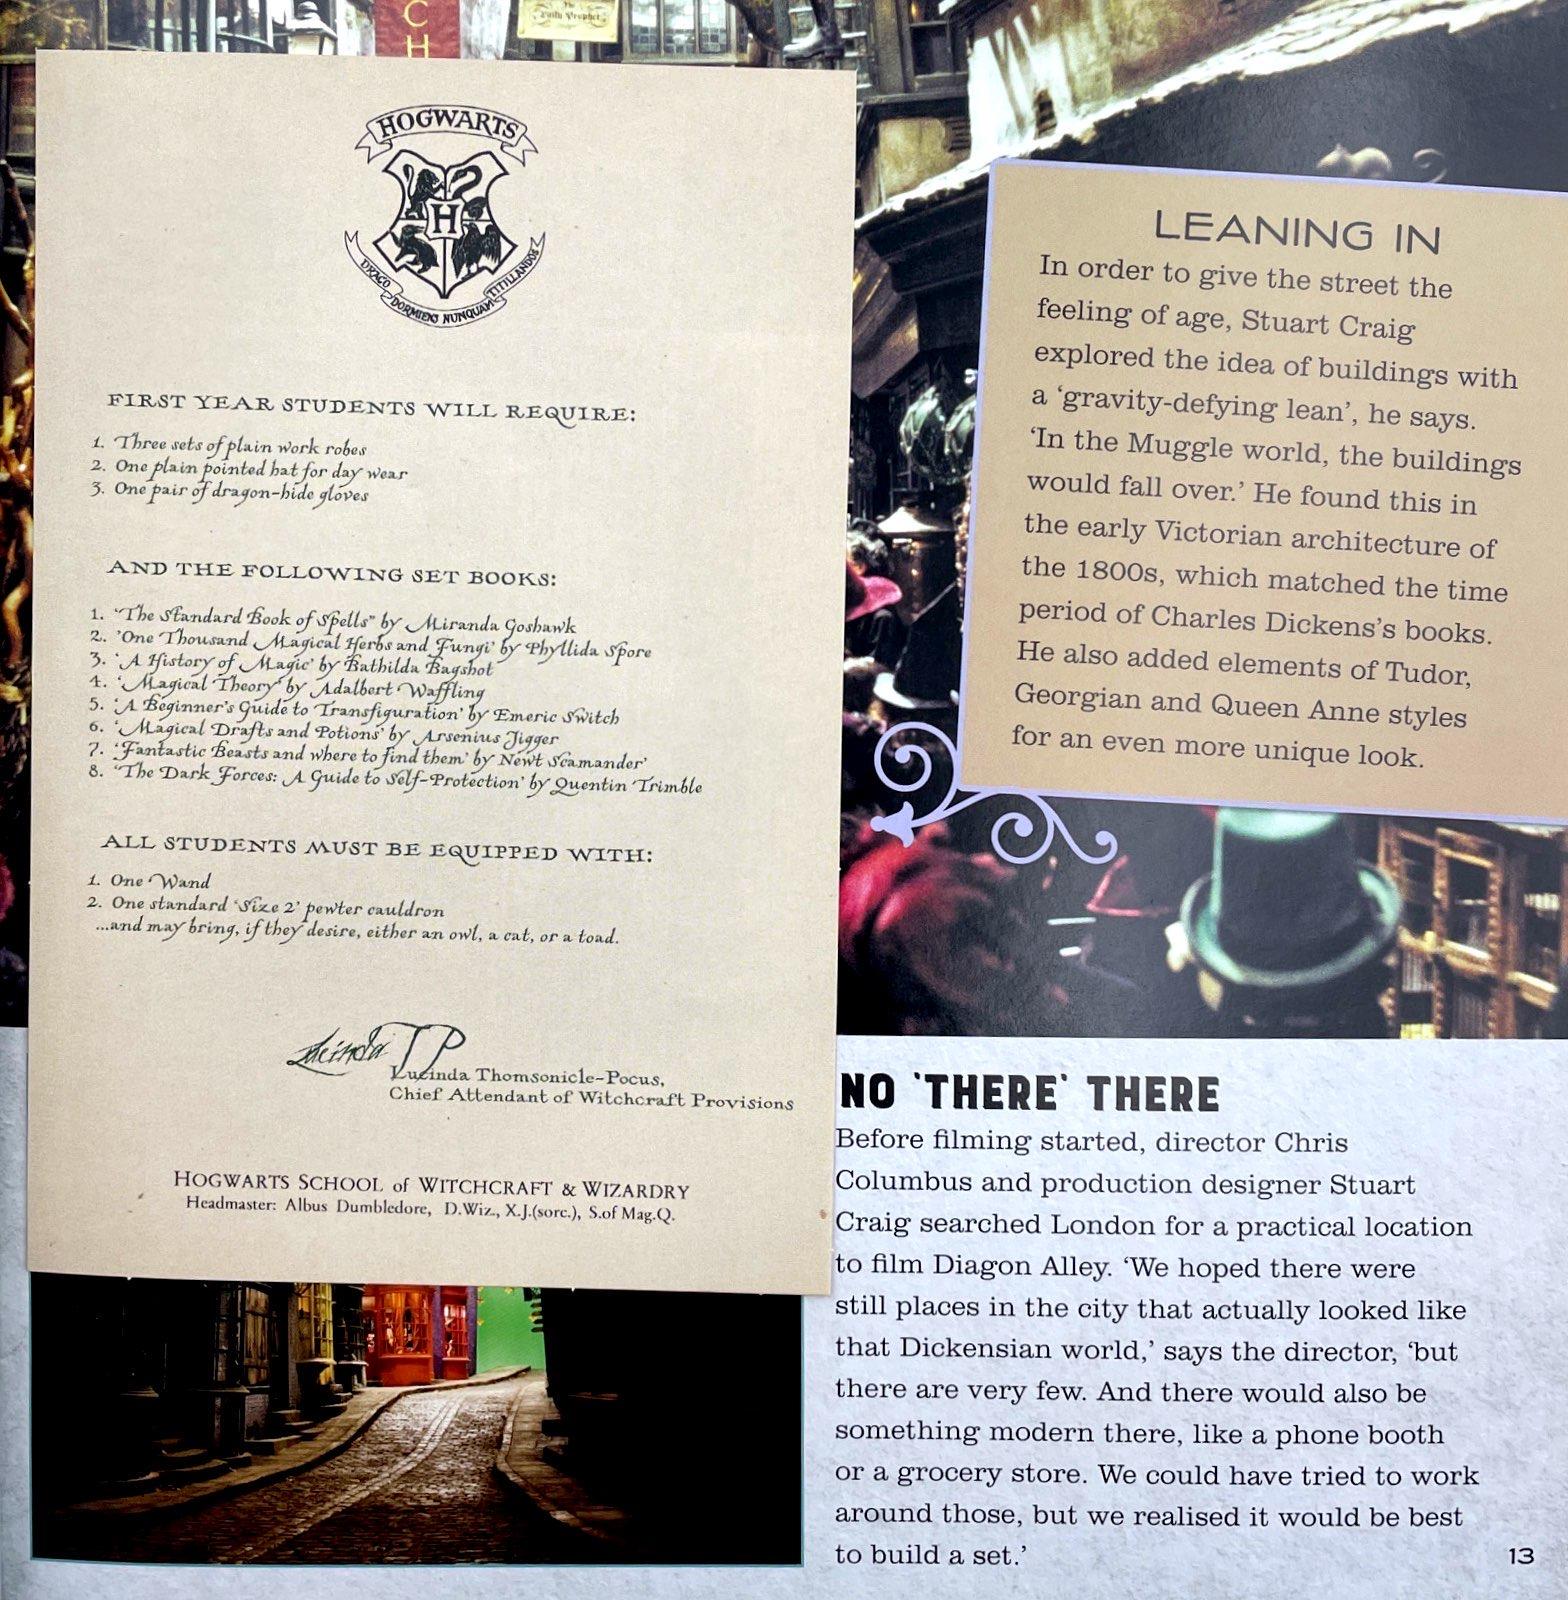 C
H
The
Daily Prophet
HOGWARTS
H
DRACO DORMIENS NUNQUAM TITILLANDUS
FIRST YEAR STUDENTS WILL REQUIRE:
1. Three sets of plain work robes
2. One plain pointed hat for day wear
3. One pair of dragon-hide gloves
AND THE FOLLOWING SET BOOKS:
1. 'The Standard Book of Spells" by Miranda Goshawk
2. 'One Thousand Magical Herbs and Fungi' by Phyllida Spore
3. 'A History of Magic' by Bathilda Bagshot
4. 'Magical Theory' by Adalbert Waffling
5. 'A Beginner's Guide to Transfiguration' by Emeric Switch
6. 'Magical Drafts and Potions' by Arsenius Jigger
7. 'Fantastic Beasts and where to find them' by Newt Scamander'
8. 'The Dark Forces: A Guide to Self-Protection' by Quentin Trimble
ALL STUDENTS MUST BE EQUIPPED WITH:
1. One Wand
2. One standard 'Size 2' pewter cauldron
...and may bring, if they desire, either an owl, a cat, or a toad.
Lucinda T P
Lucinda Thomsonicle-Pocus,
Chief Attendant of Witchcraft Provisions
HOGWARTS SCHOOL of WITCHCRAFT & WIZARDRY
Headmaster: Albus Dumbledore, D.Wiz., X.J.(sorc.), S.of Mag.Q.
LEANING IN
In order to give the street the
feeling of age, Stuart Craig
explored the idea of buildings with
a ‘gravity-defying lean’, he says.
‘In the Muggle world, the buildings
would fall over.’ He found this in
the early Victorian architecture of
the 1800s, which matched the time
period of Charles Dickens’s books.
He also added elements of Tudor,
Georgian and Queen Anne styles
for an even more unique look.
NO 'THERE' THERE
Before filming started, director Chris
Columbus and production designer Stuart
Craig searched London for a practical location
to film Diagon Alley. ‘We hoped there were
still places in the city that actually looked like
that Dickensian world,’ says the director, ‘but
there are very few. And there would also be
something modern there, like a phone booth
or a grocery store. We could have tried to work
around those, but we realised it would be best
to build a set.’
13